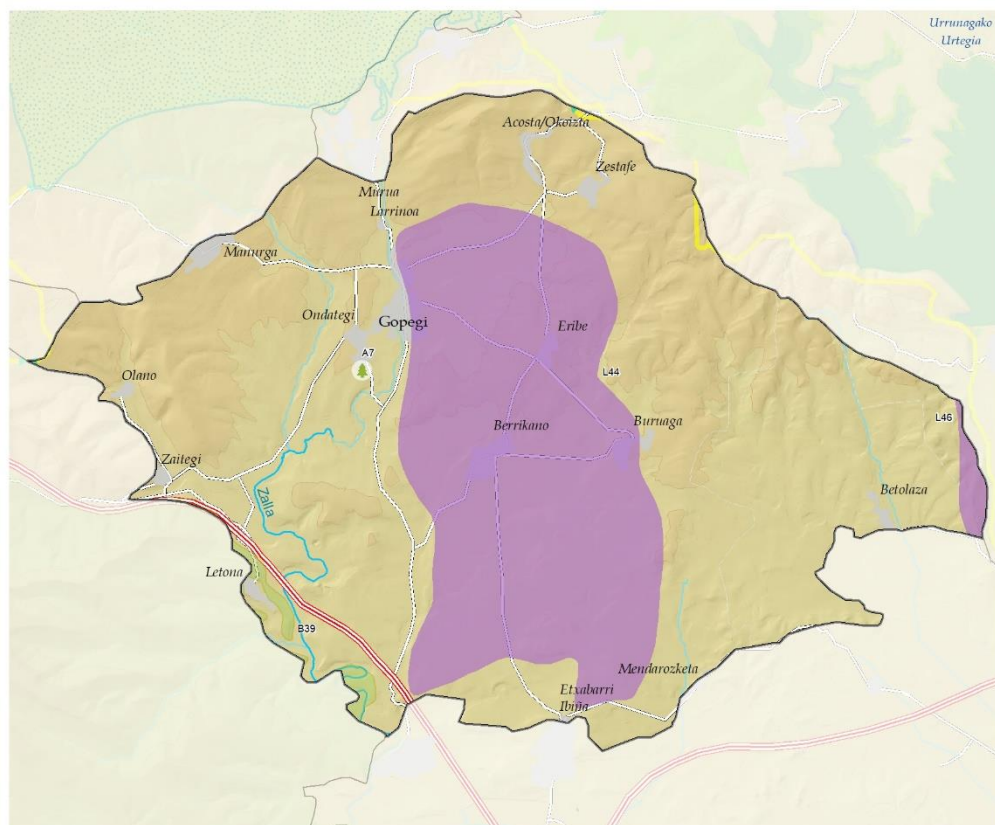 Urrunagako
Urtegia
Acosta/Okoizta
Zestafe
Murua
Larrinoa
Manurga
Ondategi
Gopegi
Eribe
A7
L44
Olano
Berrikano
Buruaga
L46
Zaitegi
Zalla
Betolaza
Letona
B39
Mendarozketa
Etxabarri
Ibiña